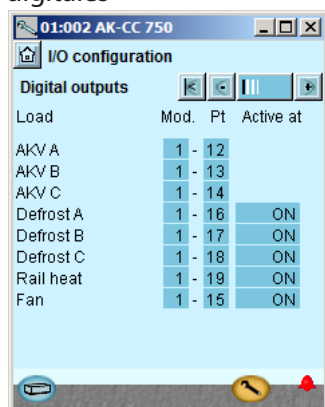 digitales
01:002 AK-CC 750
I/O configuration
Digital outputs
Load Mod. Pt Active at
AKV A 1 - 12
AKV B 1 - 13
AKV C 1 - 14
Defrost A 1 - 16 ON
Defrost B 1 - 17 ON
Defrost C 1 - 18 ON
Rail heat 1 - 19 ON
Fan 1 - 15 ON